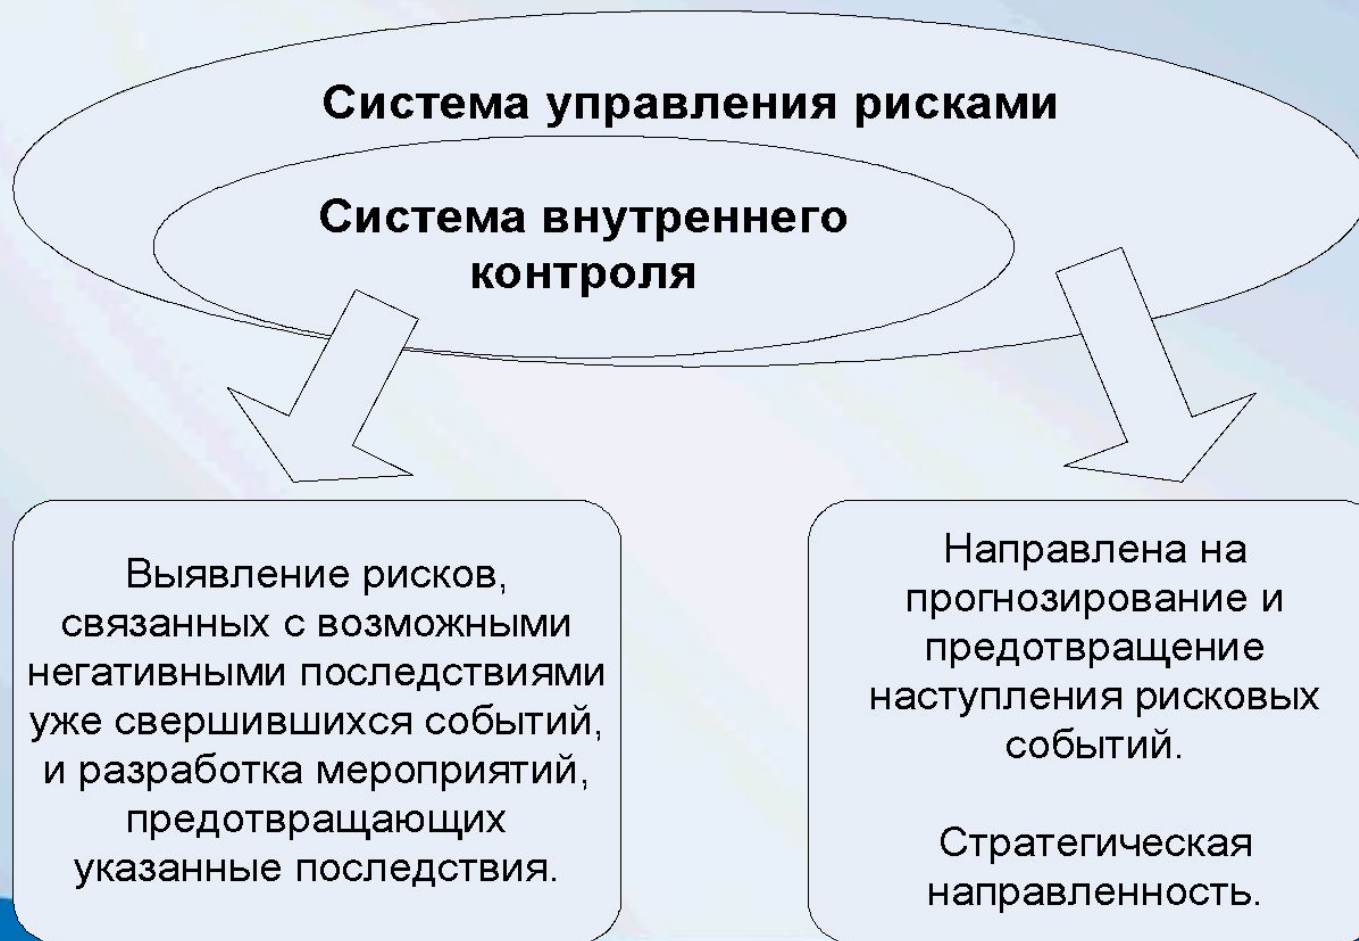 Система управления рисками
Система внутреннего
контроля
Выявление рисков,
связанных с возможными
негативными последствиями
уже свершившихся событий,
и разработка мероприятий,
предотвращающих
указанные последствия.
Направлена на
прогнозирование и
предотвращение
наступления рисковых
событий.
Стратегическая
направленность.